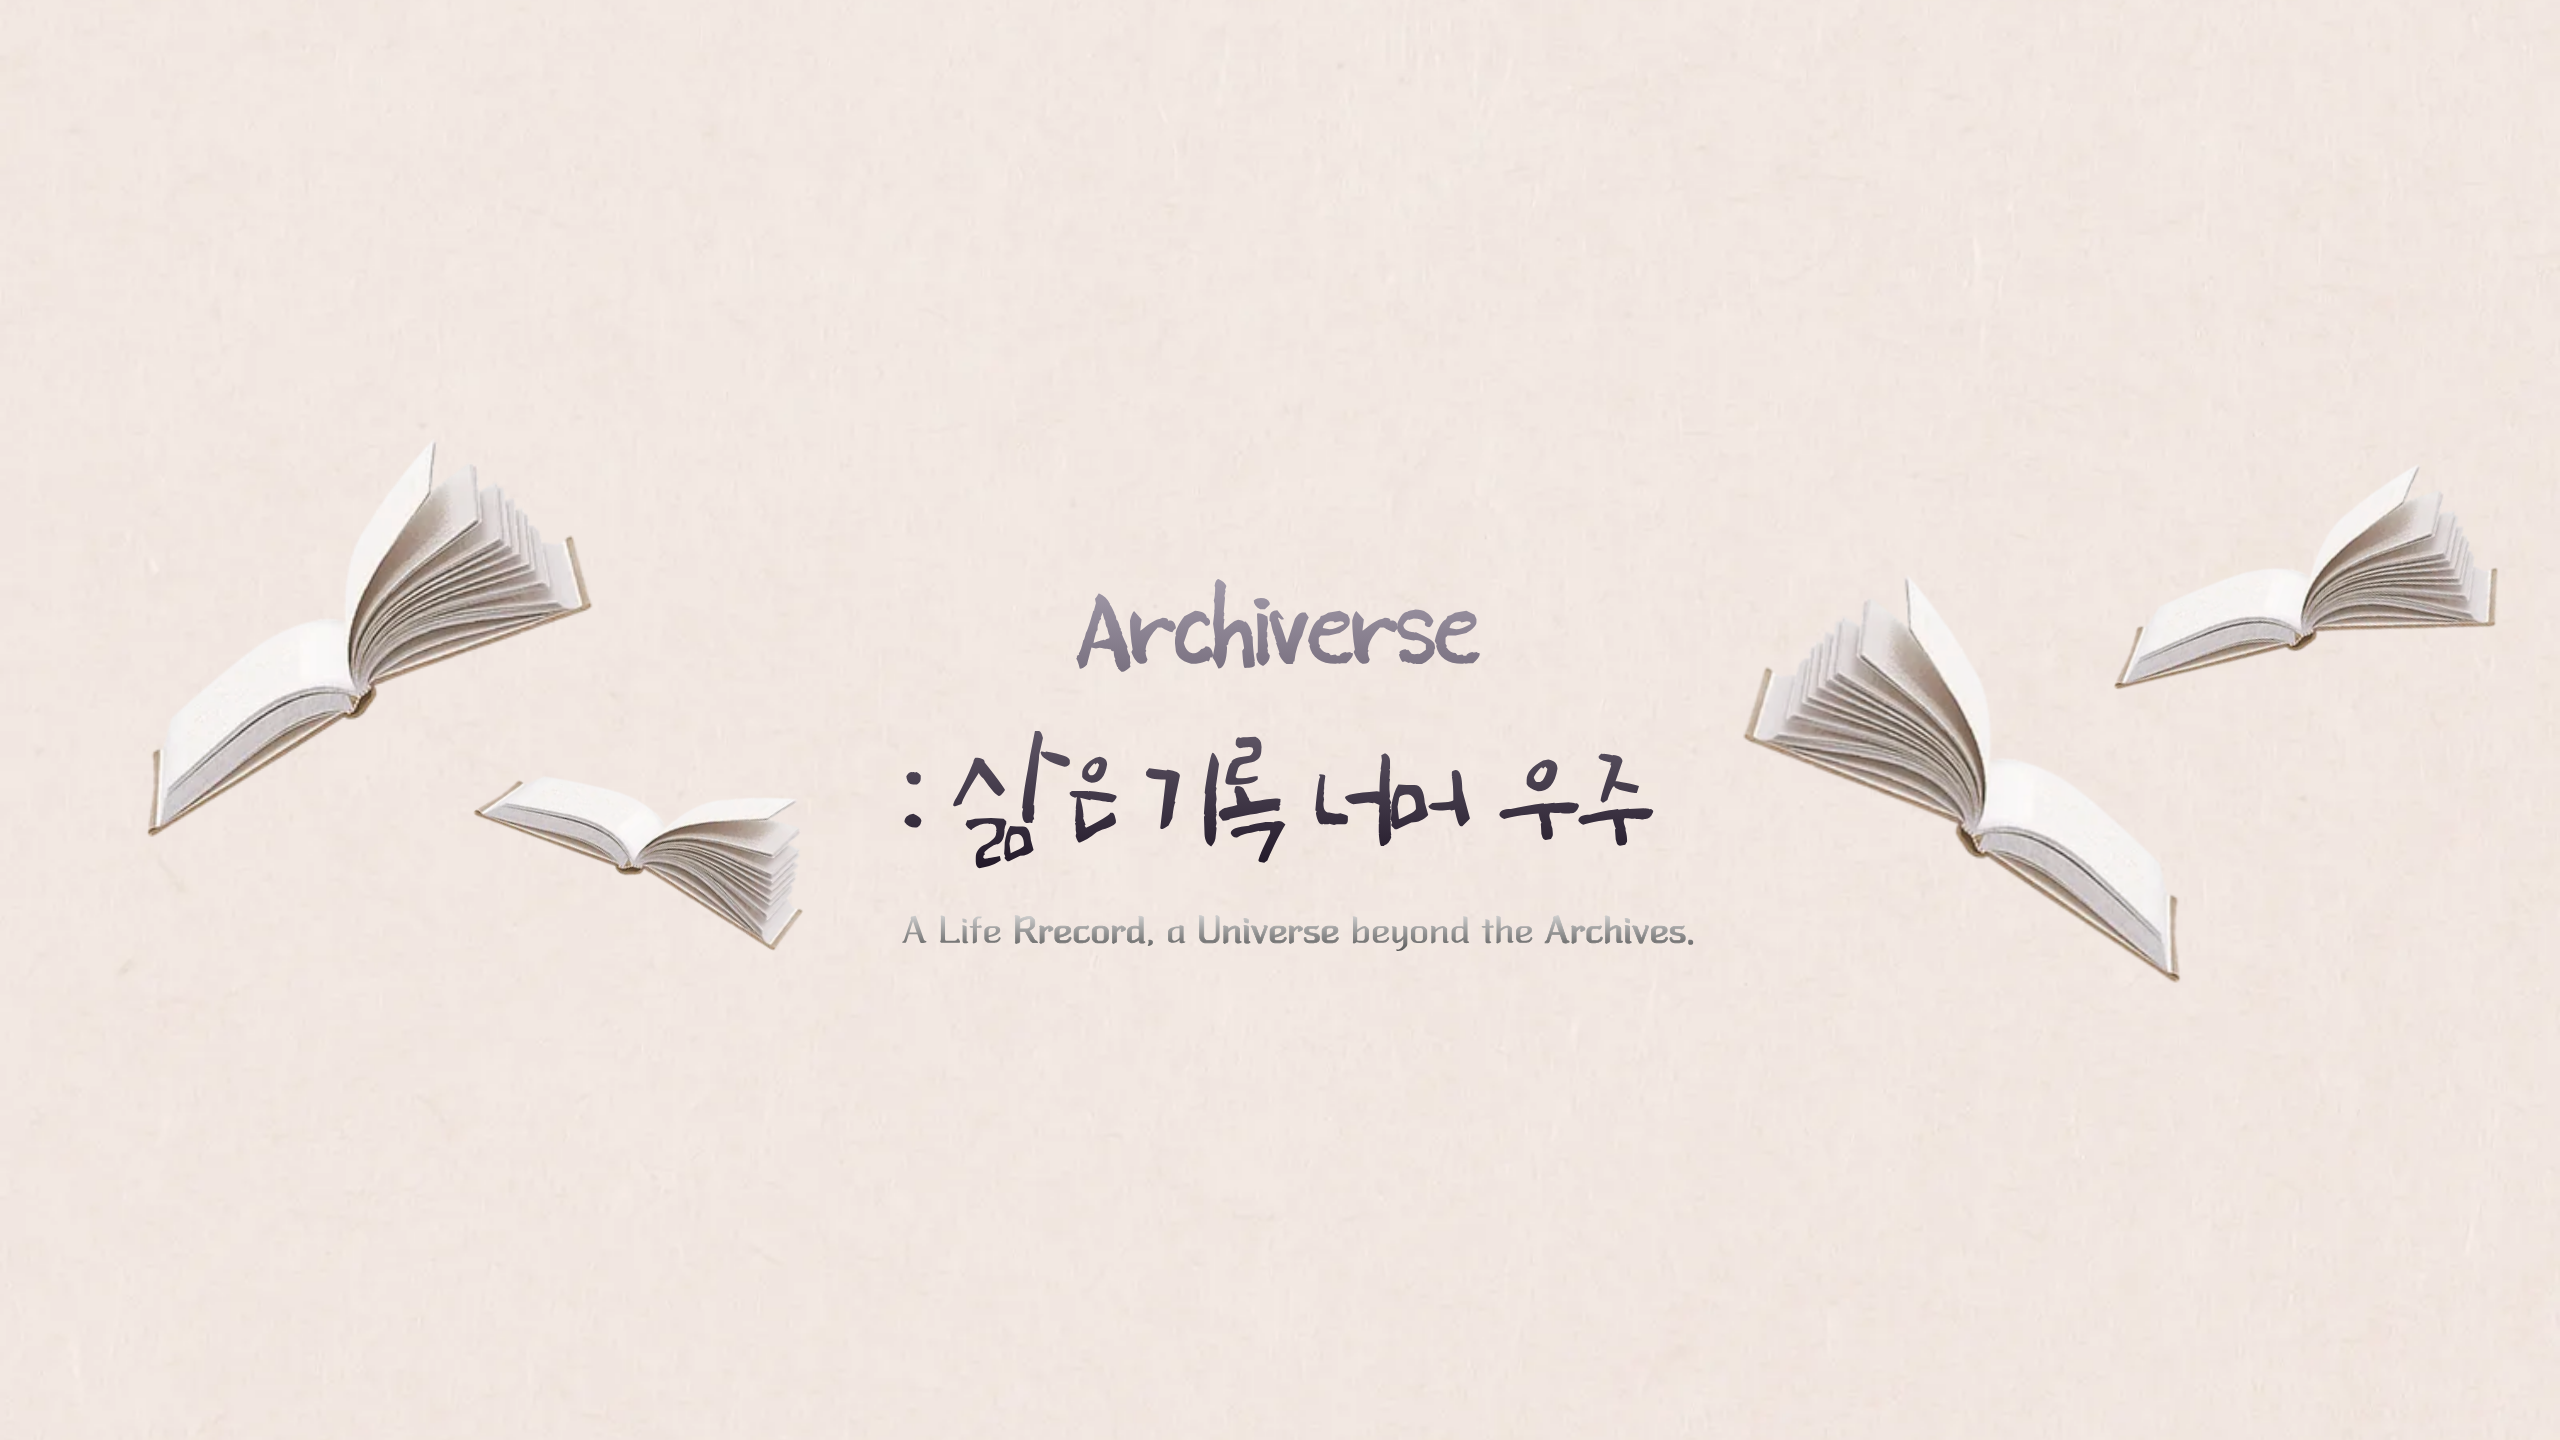 Archiverse
: 삶은 기록 너머 우주
A Life Rrecord, a Universe beyond the Archives.